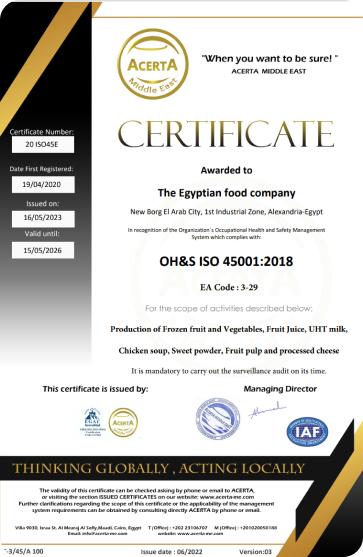 ACERTA
Middle East
"When you want to be sure! "
ACERTA MIDDLE EAST
CERTIFICATE
Certificate Number:
20 ISO45E
Date First Registered:
19/04/2020
Issued on:
16/05/2023
Valid until:
15/05/2026
Awarded to
The Egyptian food company
New Borg El Arab City, 1st Industrial Zone, Alexandria-Egypt
In recognition of the Organization's Occupational Health and Safety Management
System which complies with:
OH&S ISO 45001:2018
EA Code : 3-29
For the scope of activities described below:
Production of Frozen fruit and Vegetables, Fruit Juice, UHT milk,
Chicken soup, Sweet powder, Fruit pulp and processed cheese
It is mandatory to carry out the surveillance audit on its time.
This certificate is issued by:
Managing Director
EGAC
ACERTA
IAF
THINKING GLOBALLY , ACTING LOCALLY
The validity of this certificate can be checked asking by phone or email to ACERTA,
or visiting the section ISSUED CERTIFICATES on our website: www.acerta-me.com
Further clarifications regarding the scope of this certificate or the applicability of the management
system requirements can be obtained by consulting directly ACERTA by phone or email.
Villa 9030, Israa St. Al Mearaj Al Safly, Maadi, Cairo, Egypt T (Office) : +202 23106707 M (Office) : +201020050188
Email: info@acerta-me.com website: www.acerta-me.com
-3/45/A 100
Issue date : 06/2022
Version:03